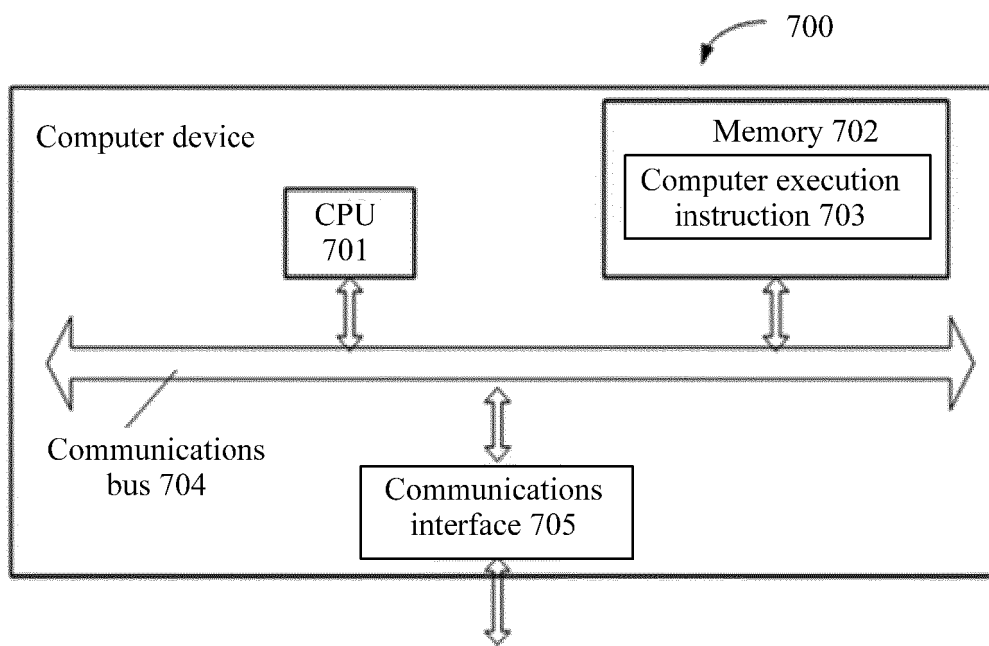 700
Computer device
Memory 702
Computer execution
instruction 703
CPU
701
Communications
bus 704
Communications
interface 705